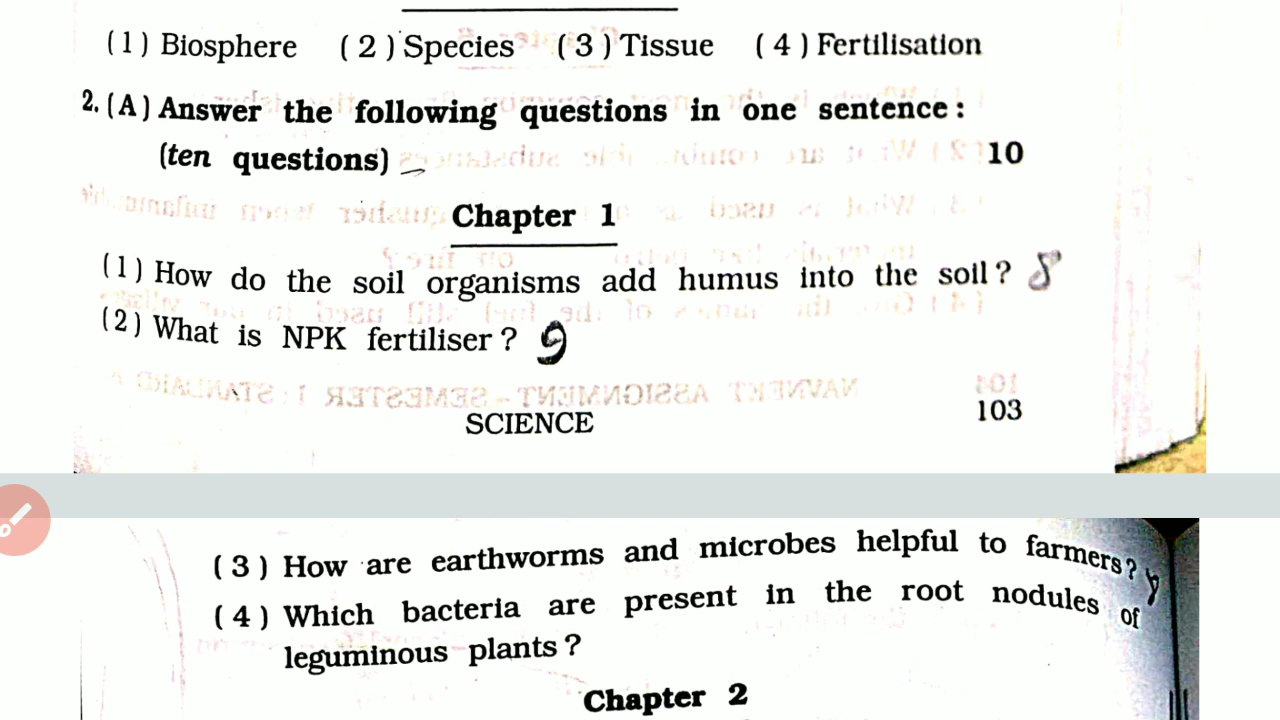 (1) Biosphere (2) Species (3) Tissue (4) Fertilisation
2. (A) Answer the following questions in one sentence :
(ten questions) 10
Chapter 1
(1) How do the soil organisms add humus into the soil ? 8
(2) What is NPK fertiliser ? 9
SCIENCE 103
(3) How are earthworms and microbes helpful to farmers ?
(4) Which bacteria are present in the root nodules of
leguminous plants ?
Chapter 2